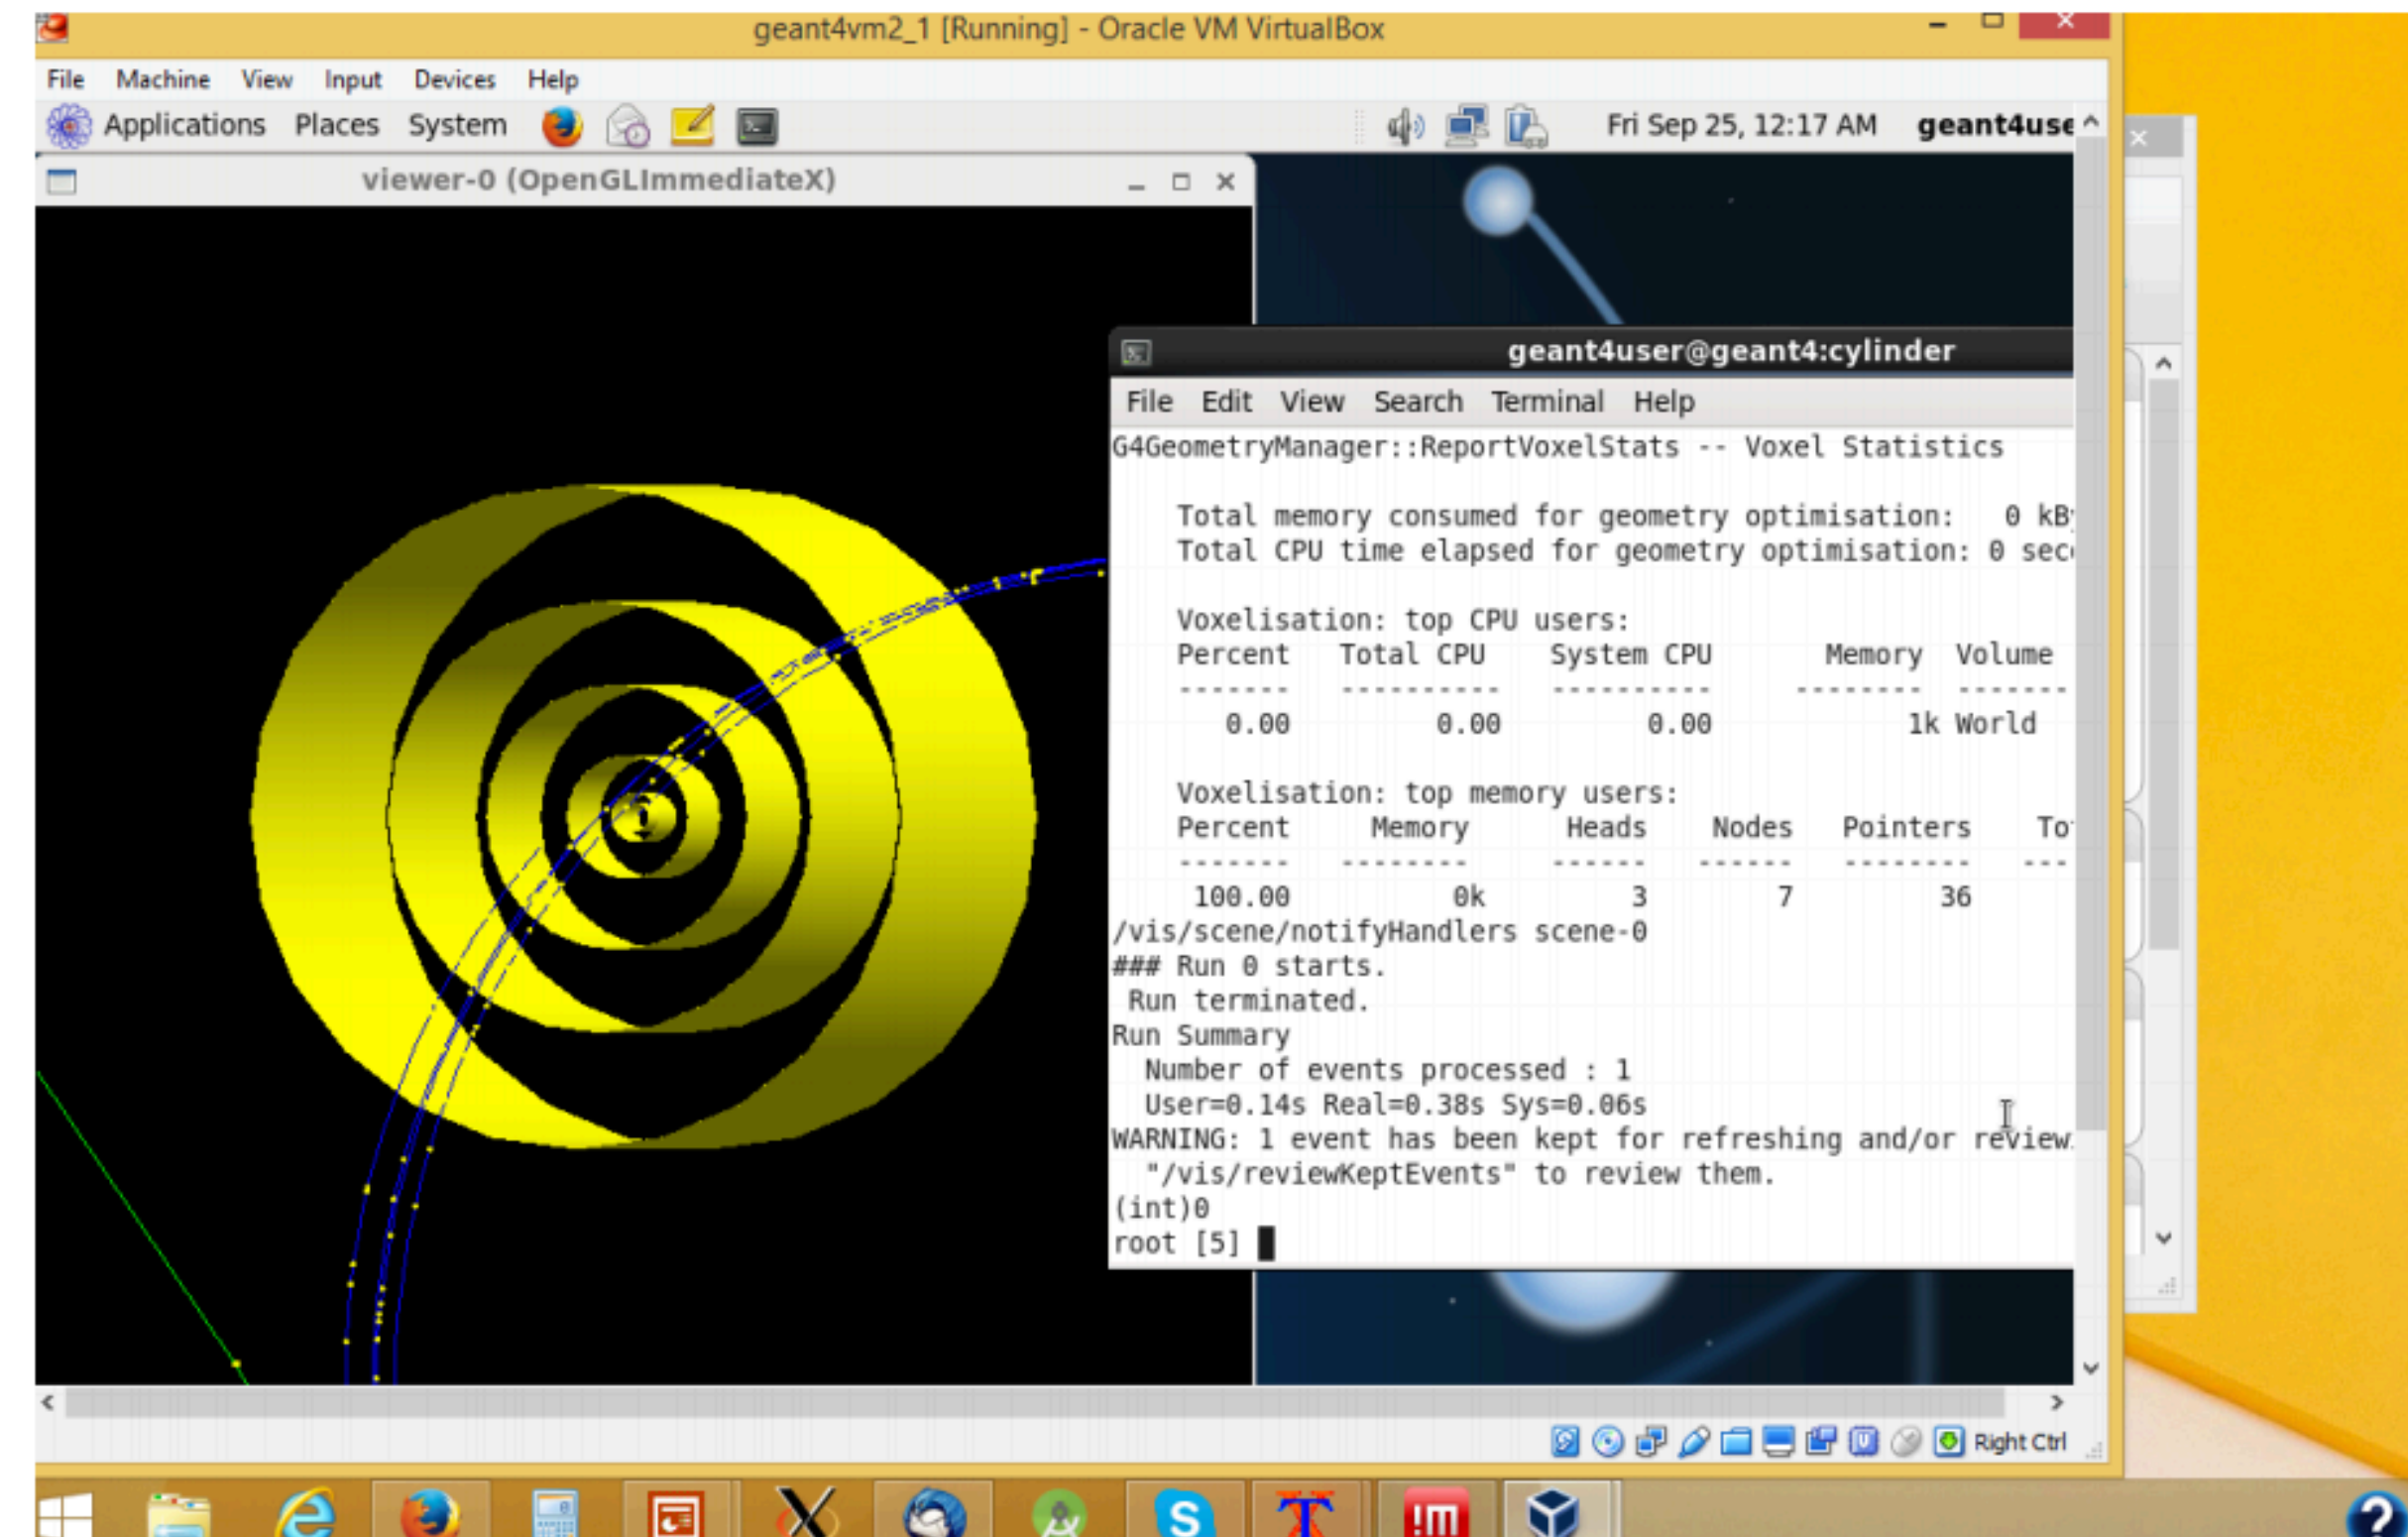 geant4vm2_1 [Running] - Oracle VM VirtualBox
File Machine View Input Devices Help
Applications Places System Fri Sep 25, 12:17 AM geant4use
viewer-0 (OpenGLImmediateX)
geant4user@geant4:cylinder
File Edit View Search Terminal Help
G4GeometryManager::ReportVoxelStats -- Voxel Statistics
Total memory consumed for geometry optimisation: 0 kB
Total CPU time elapsed for geometry optimisation: 0 sec
Voxelisation: top CPU users:
Percent Total CPU System CPU Memory Volume
------- ---------- ---------- -------- -------
0.00 0.00 0.00 1k World
Voxelisation: top memory users:
Percent Memory Heads Nodes Pointers To
------- -------- ------ ------ -------- ---
100.00 0k 3 7 36
/vis/scene/notifyHandlers scene-0
### Run 0 starts.
Run terminated.
Run Summary
Number of events processed : 1
User=0.14s Real=0.38s Sys=0.06s
WARNING: 1 event has been kept for refreshing and/or review
"/vis/reviewKeptEvents" to review them.
(int)0
root [5]
Right Ctrl